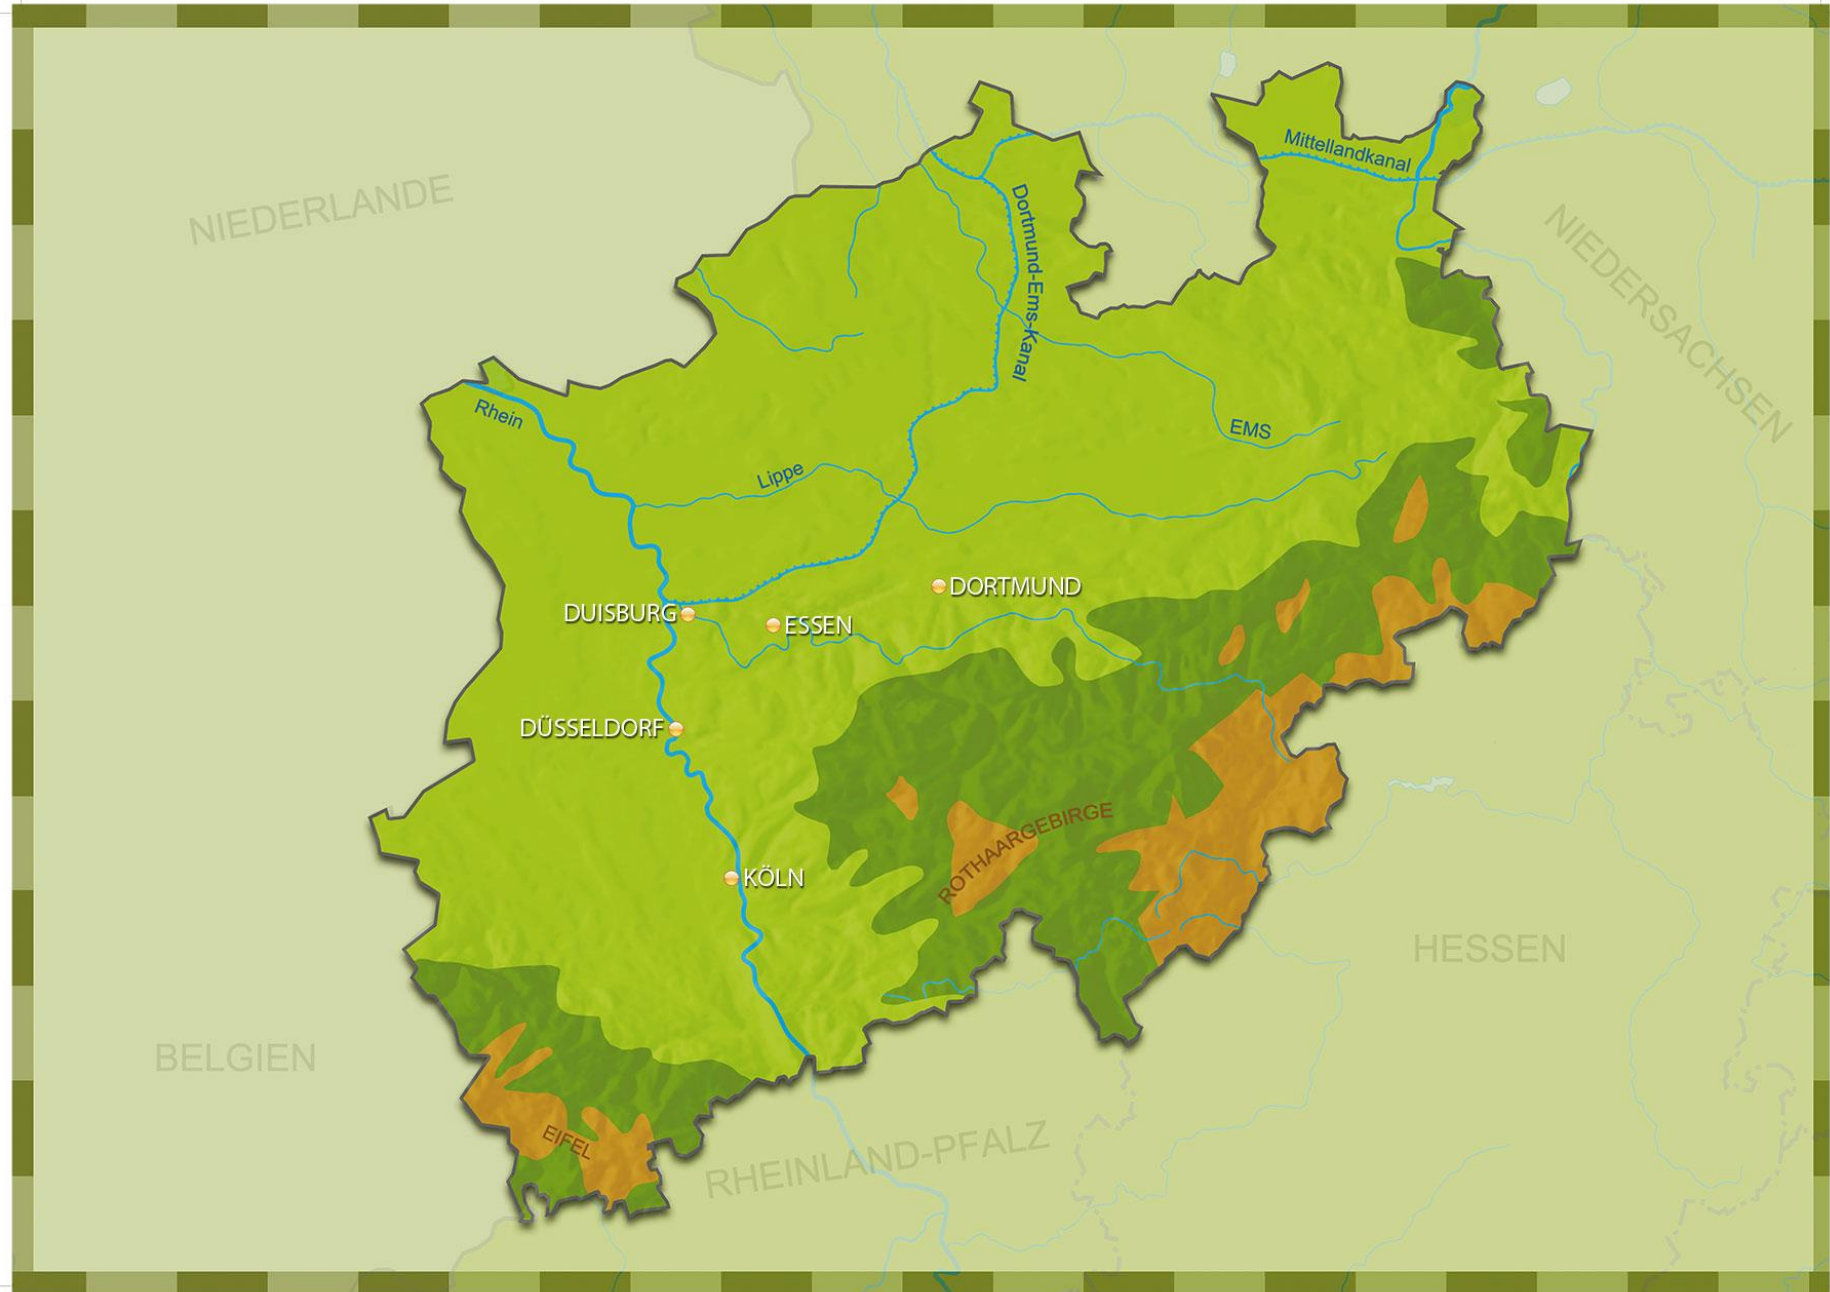 Mittellandkanal
NIEDERLANDE
Dortmund-Ems-Kanal
NIEDERSACHSEN
Rhein
EMS
Lippe
DORTMUND
DUISBURG
ESSEN
DÜSSELDORF
ROTHAARGEBIRGE
KÖLN
HESSEN
BELGIEN
EIFEL
RHEINLAND-PFALZ